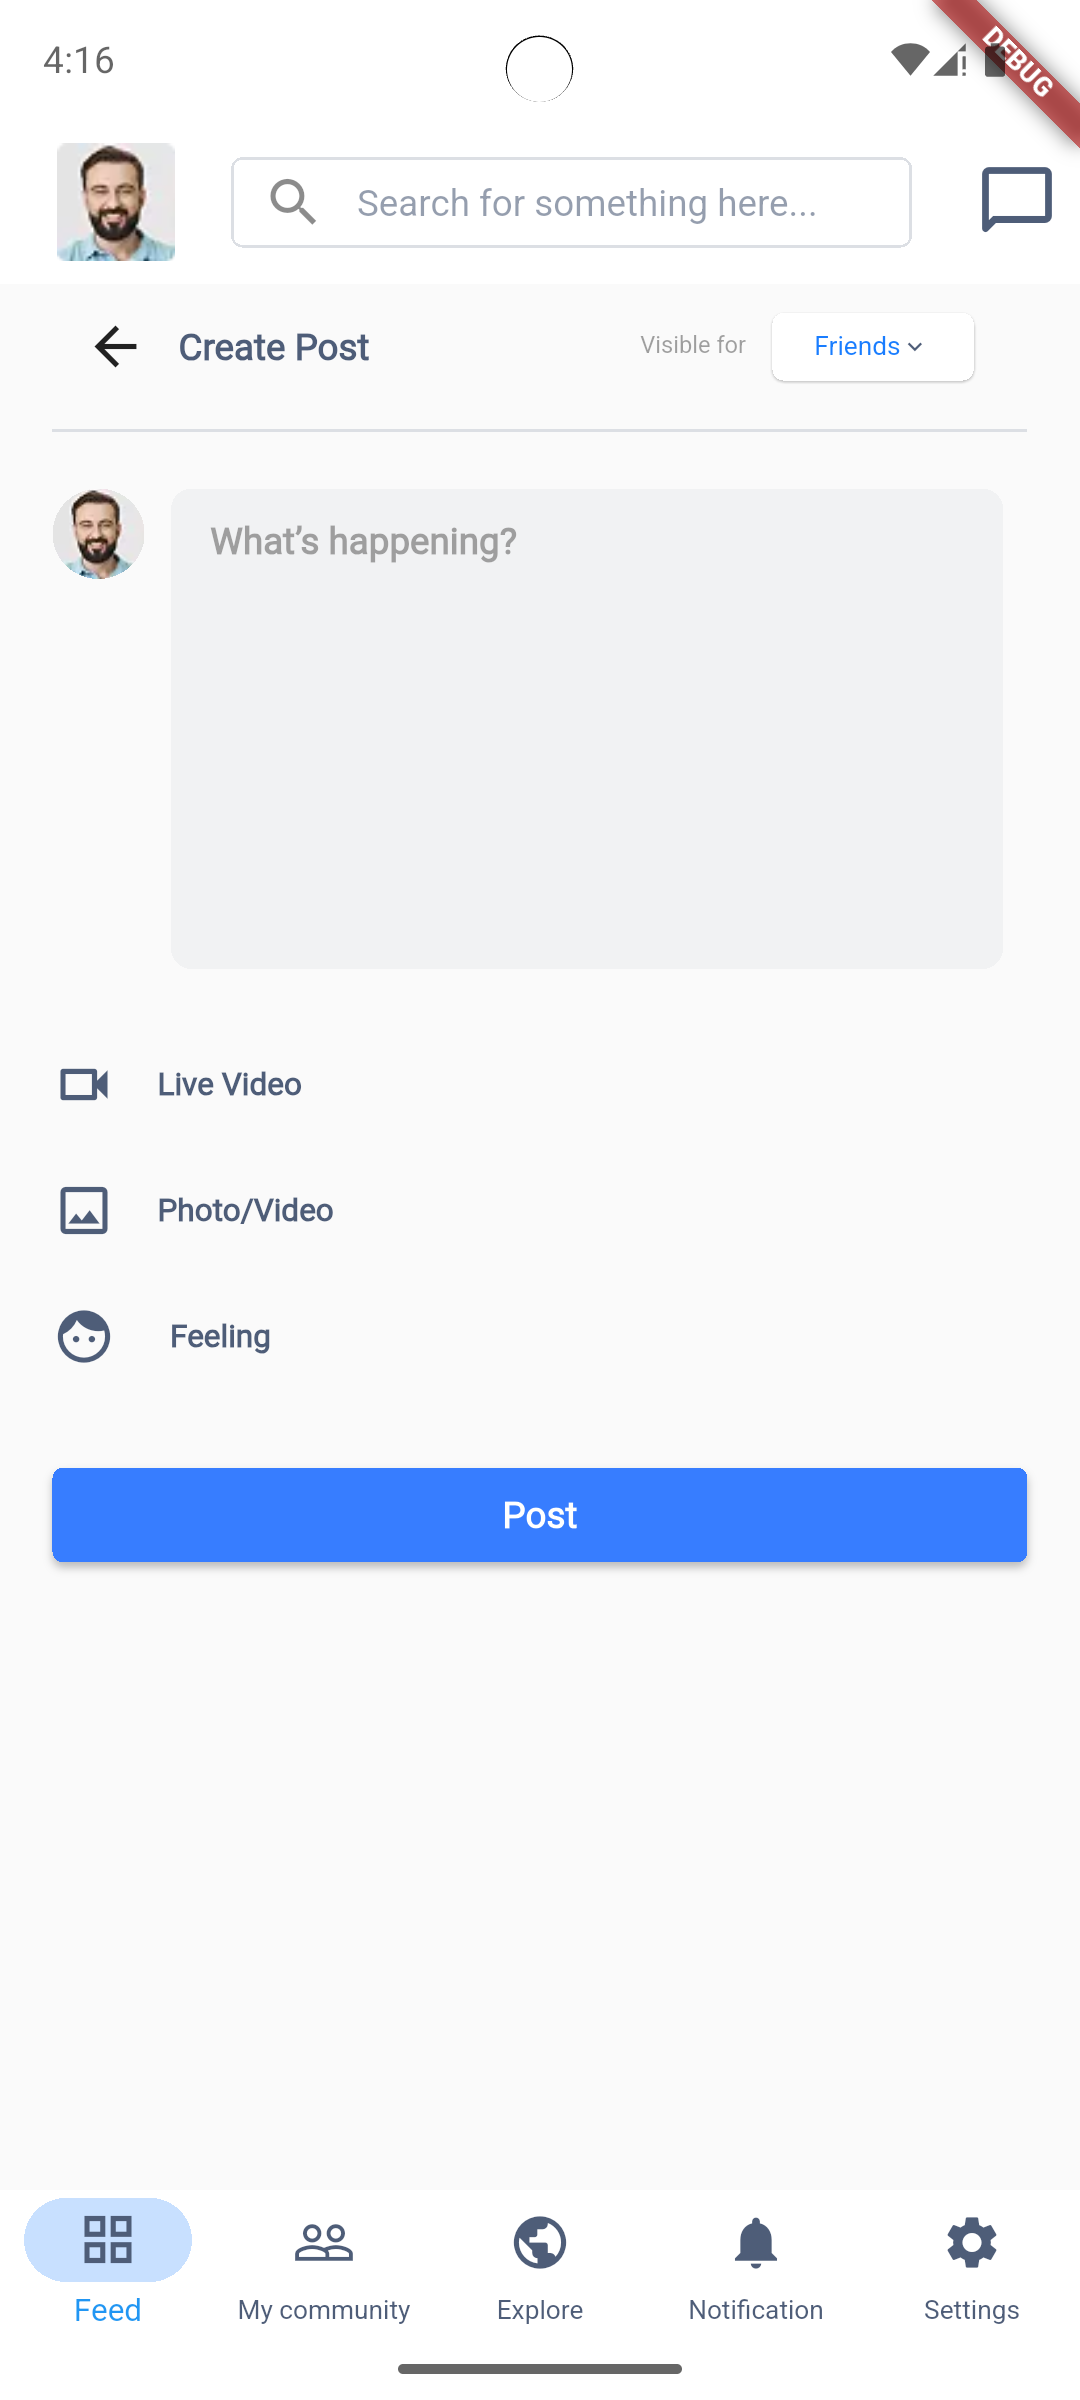 4:16
DEBUG
Search for something here...
Create Post
Visible for
Friends
What’s happening?
Live Video
Photo/Video
Feeling
Post
Feed
My community
Explore
Notification
Settings